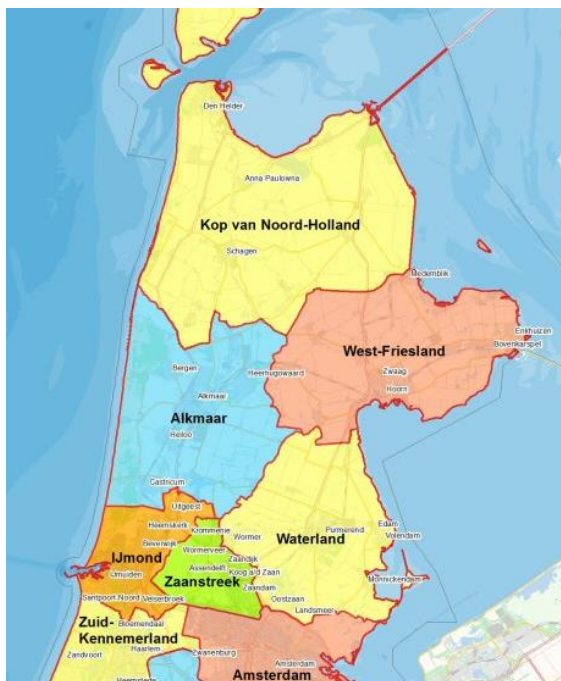 Den Helder
Anna Paulowna
Kop van Noord-Holland
Schagen
Medemblik
Enkhuizen
Bovenkarspel
West-Friesland
Zwaag
Hoorn
Bergen
Heerhugowaard
Alkmaar
Alkmaar
Heiloo
Castricum
Uitgeest
Heemskerk
Krommenie
Wormer
Purmerend
Edam
Volendam
Waterland
Beverwijk
Wormerveer
IJmond
Zaandijk
Assendelft
Koog a/d Zaan
IJmuiden
Zaanstreek
Zaandam
Monnickendam
Santpoort-Noord
Velserbroek
Oostzaan
Landsmeer
Zuid-
Kennemerland
Bloemendaal
Haarlem
Zandvoort
Zwanenburg
Amsterdam
Amsterdam
Heemstede